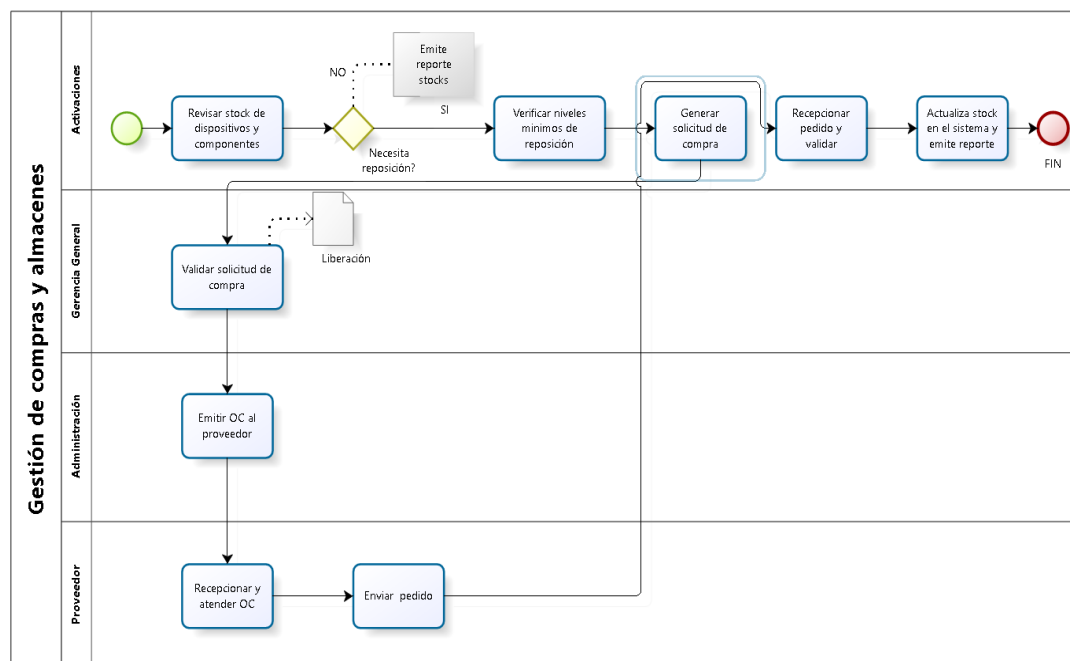 Gestión de compras y almacenes
Activaciones
Revisar stock de
dispositivos y
componentes
NO
Emite
reporte
stocks
SI
Necesita
reposición?
Verificar niveles
minimos de
reposición
Generar
solicitud de
compra
Recepcionar
pedido y
validar
Actualiza stock
en el sistema y
emite reporte
FIN
Gerencia General
Validar solicitud de
compra
Liberación
Administración
Emitir OC al
proveedor
Proveedor
Recepcionar y
atender OC
Enviar pedido